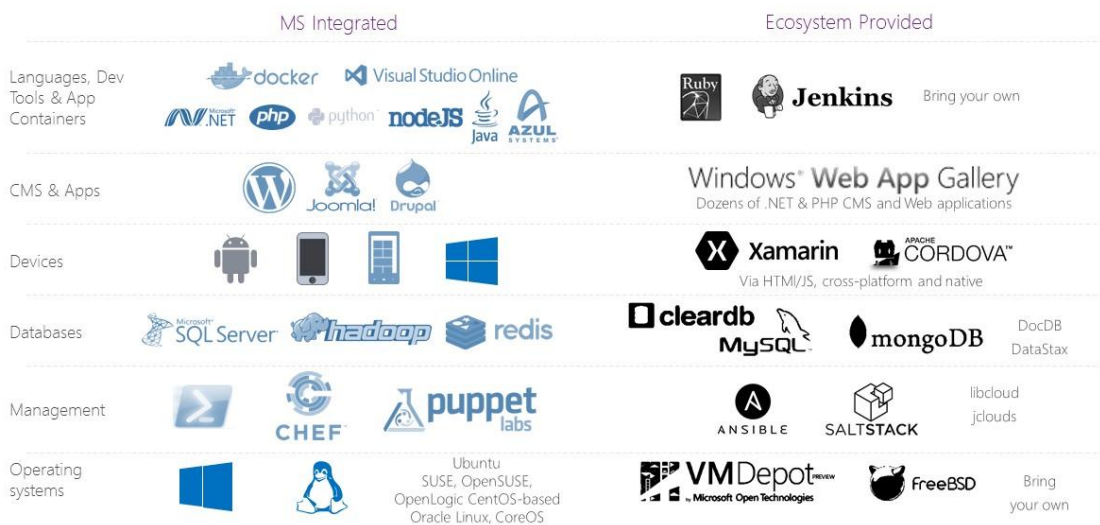 MS Integrated
Ecosystem Provided
Languages, Dev
Tools & App
Containers
docker
Visual Studio Online
Microsoft
.NET
php
python
nodeJS
Java
AZUL
SYSTEMS
Ruby
Jenkins
Bring your own
CMS & Apps
W
Joomla!
Drupal
Windows Web App Gallery
Dozens of .NET & PHP CMS and Web applications
Devices
X
Xamarin
APACHE
CORDOVA™
Via HTMl/JS, cross-platform and native
Databases
Microsoft
SQL Server
hadoop
redis
cleardb
MySQL
mongoDB
DocDB
DataStax
Management
CHEF
puppet
labs
A
ANSIBLE
SALTSTACK
libcloud
jclouds
Operating
systems
Ubuntu
SUSE, OpenSUSE,
OpenLogic CentOS-based
Oracle Linux, CoreOS
VM Depot PREVIEW
by Microsoft Open Technologies
FreeBSD
Bring
your own